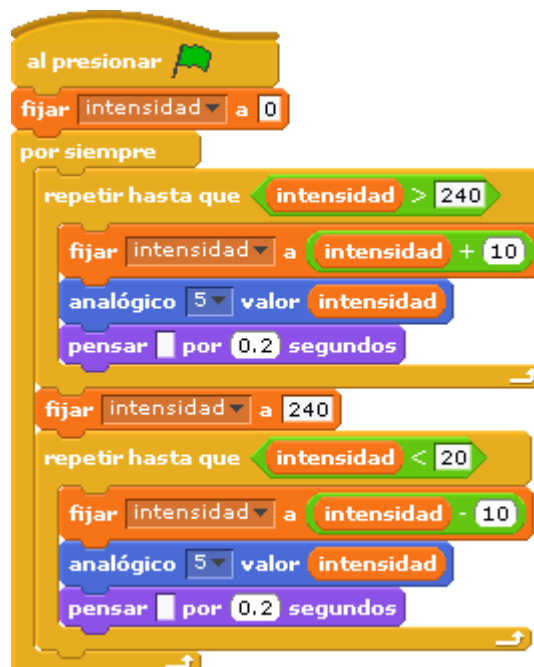 al presionar
fijar intensidad a 0
por siempre
repetir hasta que intensidad > 240
fijar intensidad a intensidad + 10
analógico 5 valor intensidad
pensar por 0.2 segundos
fijar intensidad a 240
repetir hasta que intensidad < 20
fijar intensidad a intensidad - 10
analógico 5 valor intensidad
pensar por 0.2 segundos